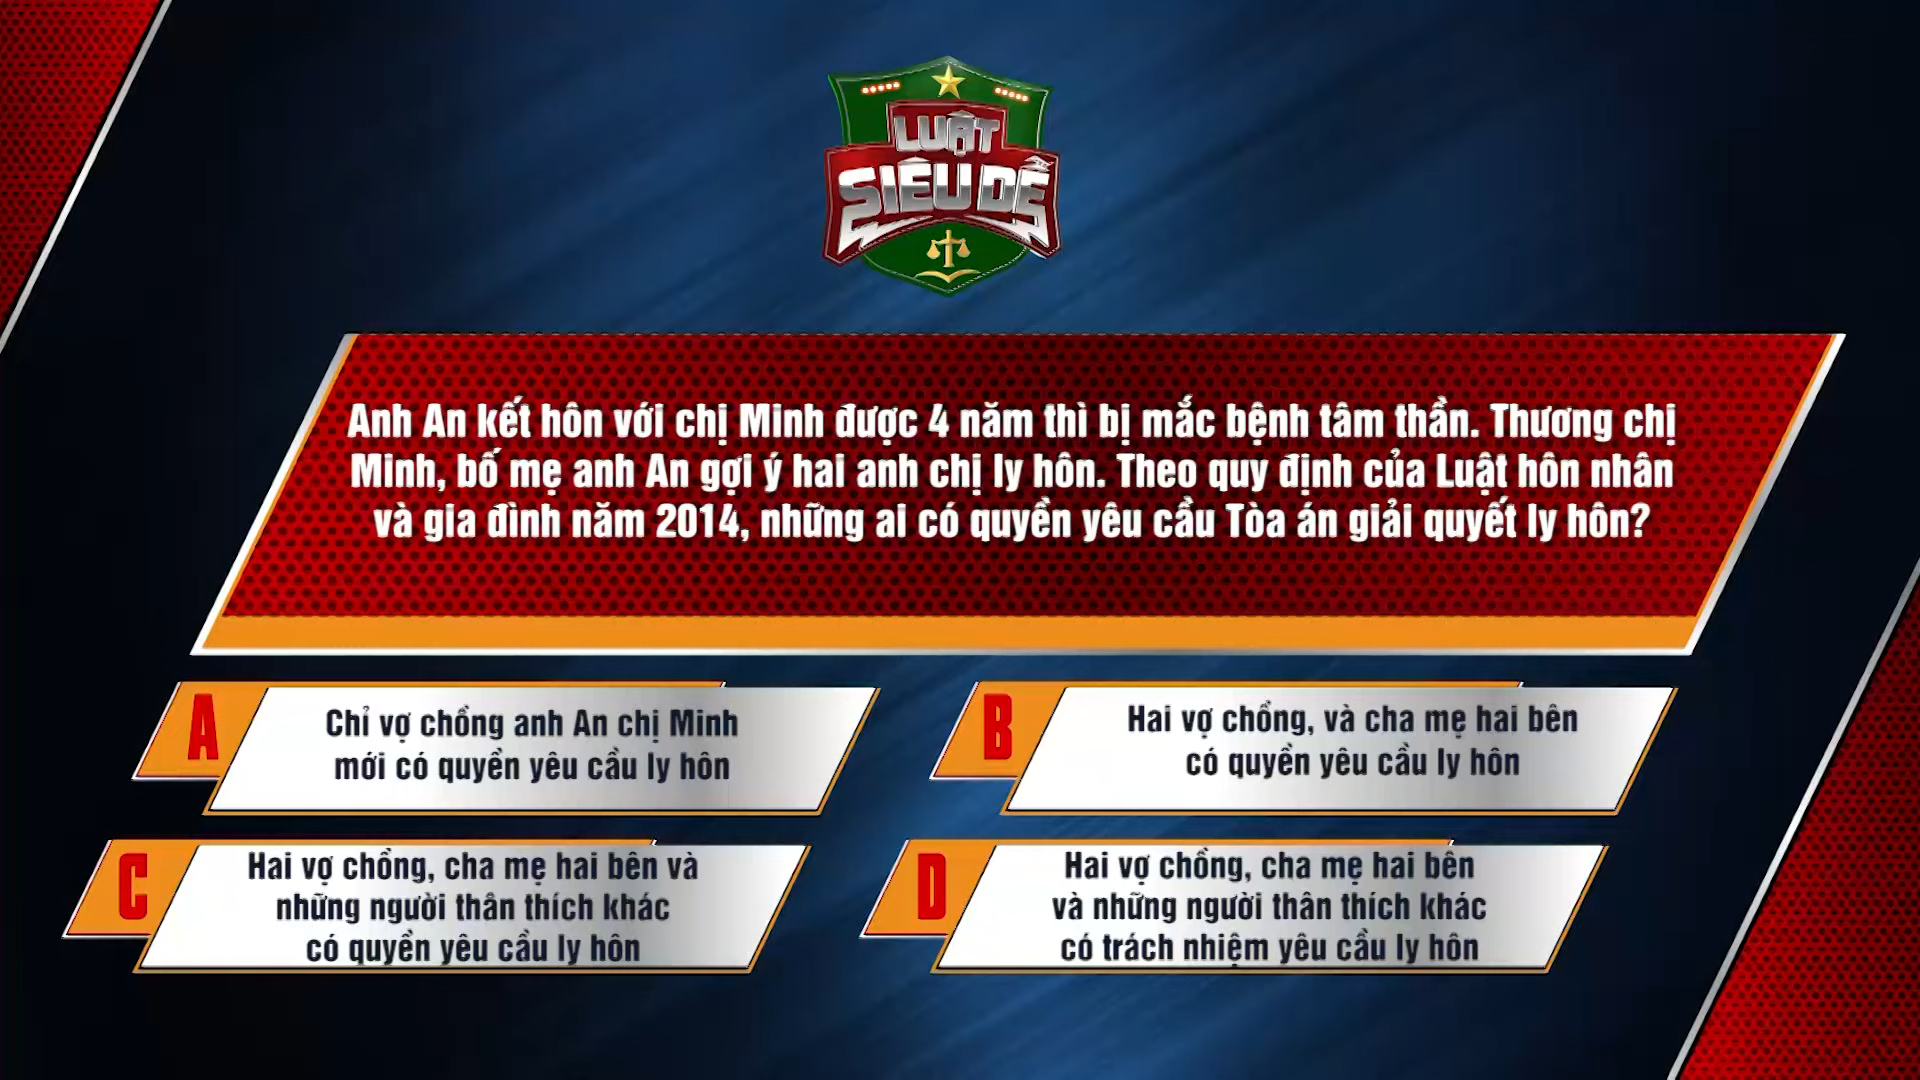 LUẬT
SIÊU DỄ
Anh An kết hôn với chị Minh được 4 năm thì bị mắc bệnh tâm thần. Thương chị
Minh, bố mẹ anh An gợi ý hai anh chị ly hôn. Theo quy định của Luật hôn nhân
và gia đình năm 2014, những ai có quyền yêu cầu Tòa án giải quyết ly hôn?
A
Chỉ vợ chồng anh An chị Minh
mới có quyền yêu cầu ly hôn
B
Hai vợ chồng, và cha mẹ hai bên
có quyền yêu cầu ly hôn
C
Hai vợ chồng, cha mẹ hai bên và
những người thân thích khác
có quyền yêu cầu ly hôn
D
Hai vợ chồng, cha mẹ hai bên
và những người thân thích khác
có trách nhiệm yêu cầu ly hôn